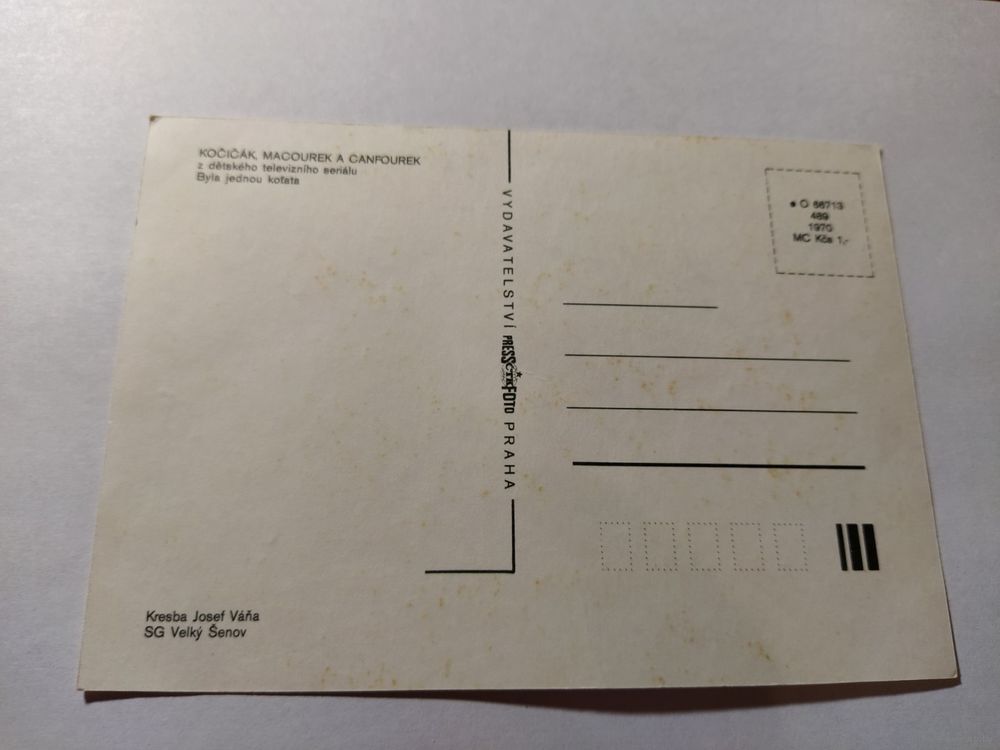 KOČIČÁK, MACOUREK A CANFOUREK
z dětského televizního seriálu
Byla jednou koťata
VYDAVATELSTVÍ PRESSFOTO PRAHA
ČTK
• O 66713
489
1970
MC Kčs 1,-
Kresba Josef Váňa
SG Velký Šenov